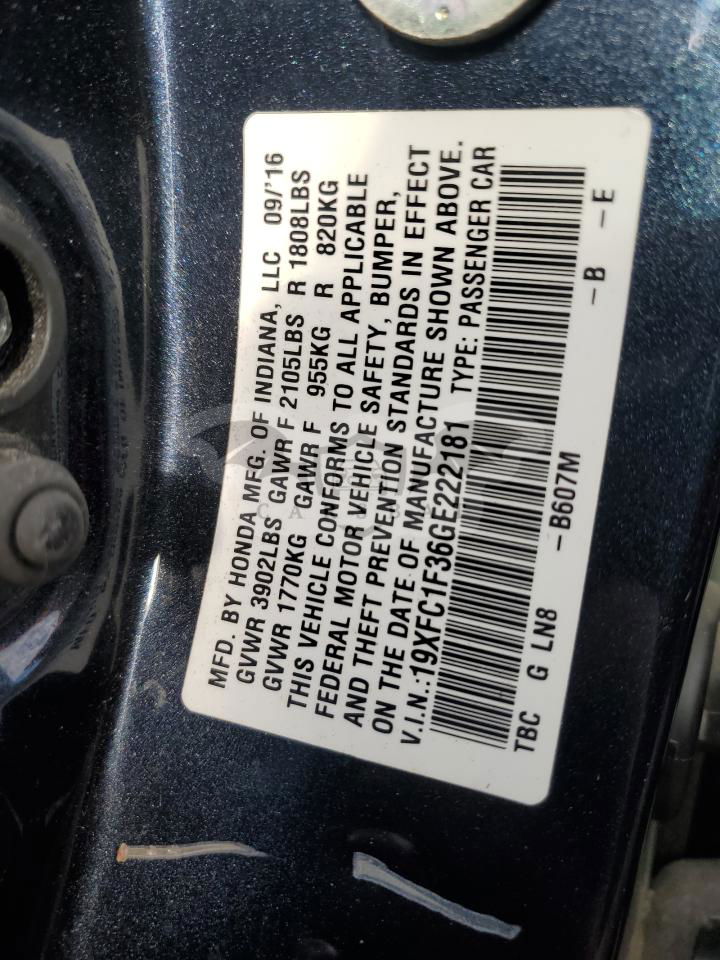 MFD. BY HONDA MFG. OF INDIANA, LLC 09/'16
GVWR 3902LBS GAWR F 2105LBS R 1808LBS
GVWR 1770KG GAWR F 955KG R 820KG
THIS VEHICLE CONFORMS TO ALL APPLICABLE
FEDERAL MOTOR VEHICLE SAFETY, BUMPER,
AND THEFT PREVENTION STANDARDS IN EFFECT
ON THE DATE OF MANUFACTURE SHOWN ABOVE.
V.I.N.:19XFC1F36GE222181 TYPE: PASSENGER CAR
TBC G LN8 -B607M -B -E